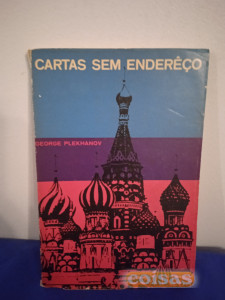 CARTAS SEM ENDERÊÇO
GEORGE PLEKHANOV
coisas